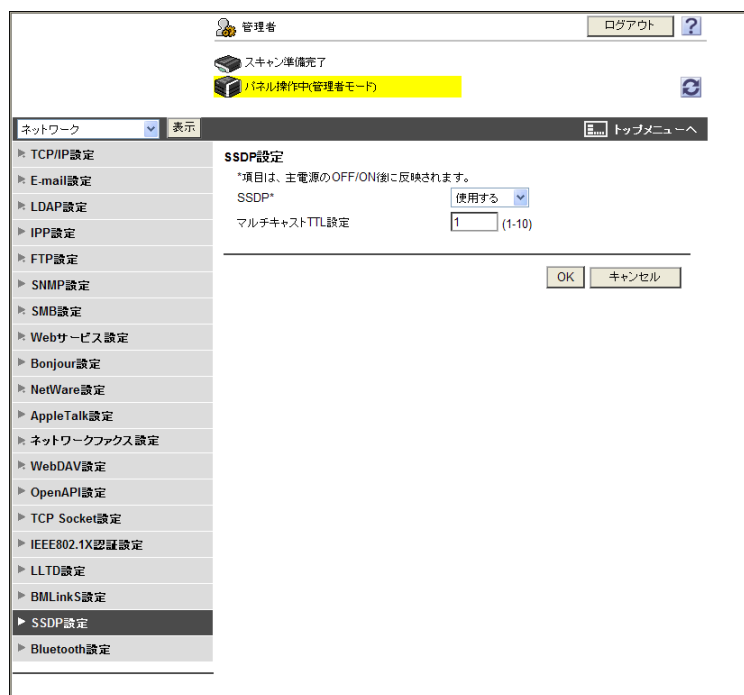 管理者
ログアウト
?
スキャン準備完了
パネル操作中(管理者モード)
ネットワーク
表示
トップメニューへ
TCP/IP設定
E-mail設定
LDAP設定
IPP設定
FTP設定
SNMP設定
SMB設定
Webサービス設定
Bonjour設定
NetWare設定
AppleTalk設定
ネットワークファクス設定
WebDAV設定
OpenAPI設定
TCP Socket設定
IEEE802.1X認証設定
LLTD設定
BMLinkS設定
SSDP設定
Bluetooth設定
SSDP設定
*項目は、主電源のOFF/ON後に反映されます。
SSDP* 使用する
マルチキャストTTL設定 1 (1-10)
OK キャンセル